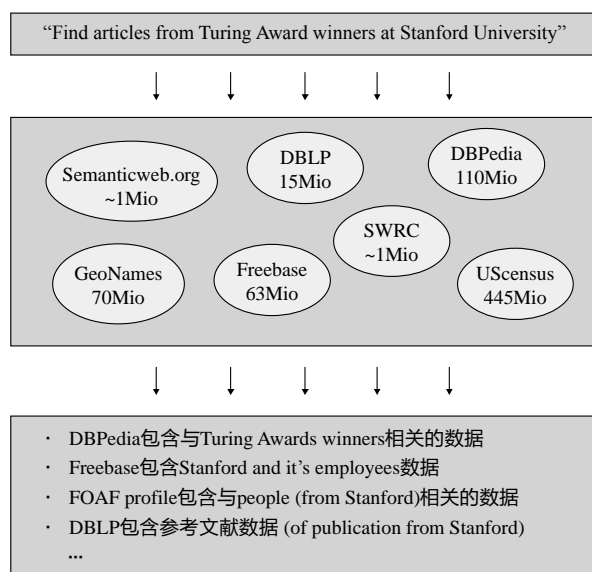 “Find articles from Turing Award winners at Stanford University”
Semanticweb.org
~1Mio
DBLP
15Mio
DBPedia
110Mio
SWRC
~1Mio
GeoNames
70Mio
Freebase
63Mio
UScensus
445Mio
· DBPedia包含与Turing Awards winners相关的数据
· Freebase包含Stanford and it’s employees数据
· FOAF profile包含与people (from Stanford)相关的数据
· DBLP包含参考文献数据 (of publication from Stanford)
...